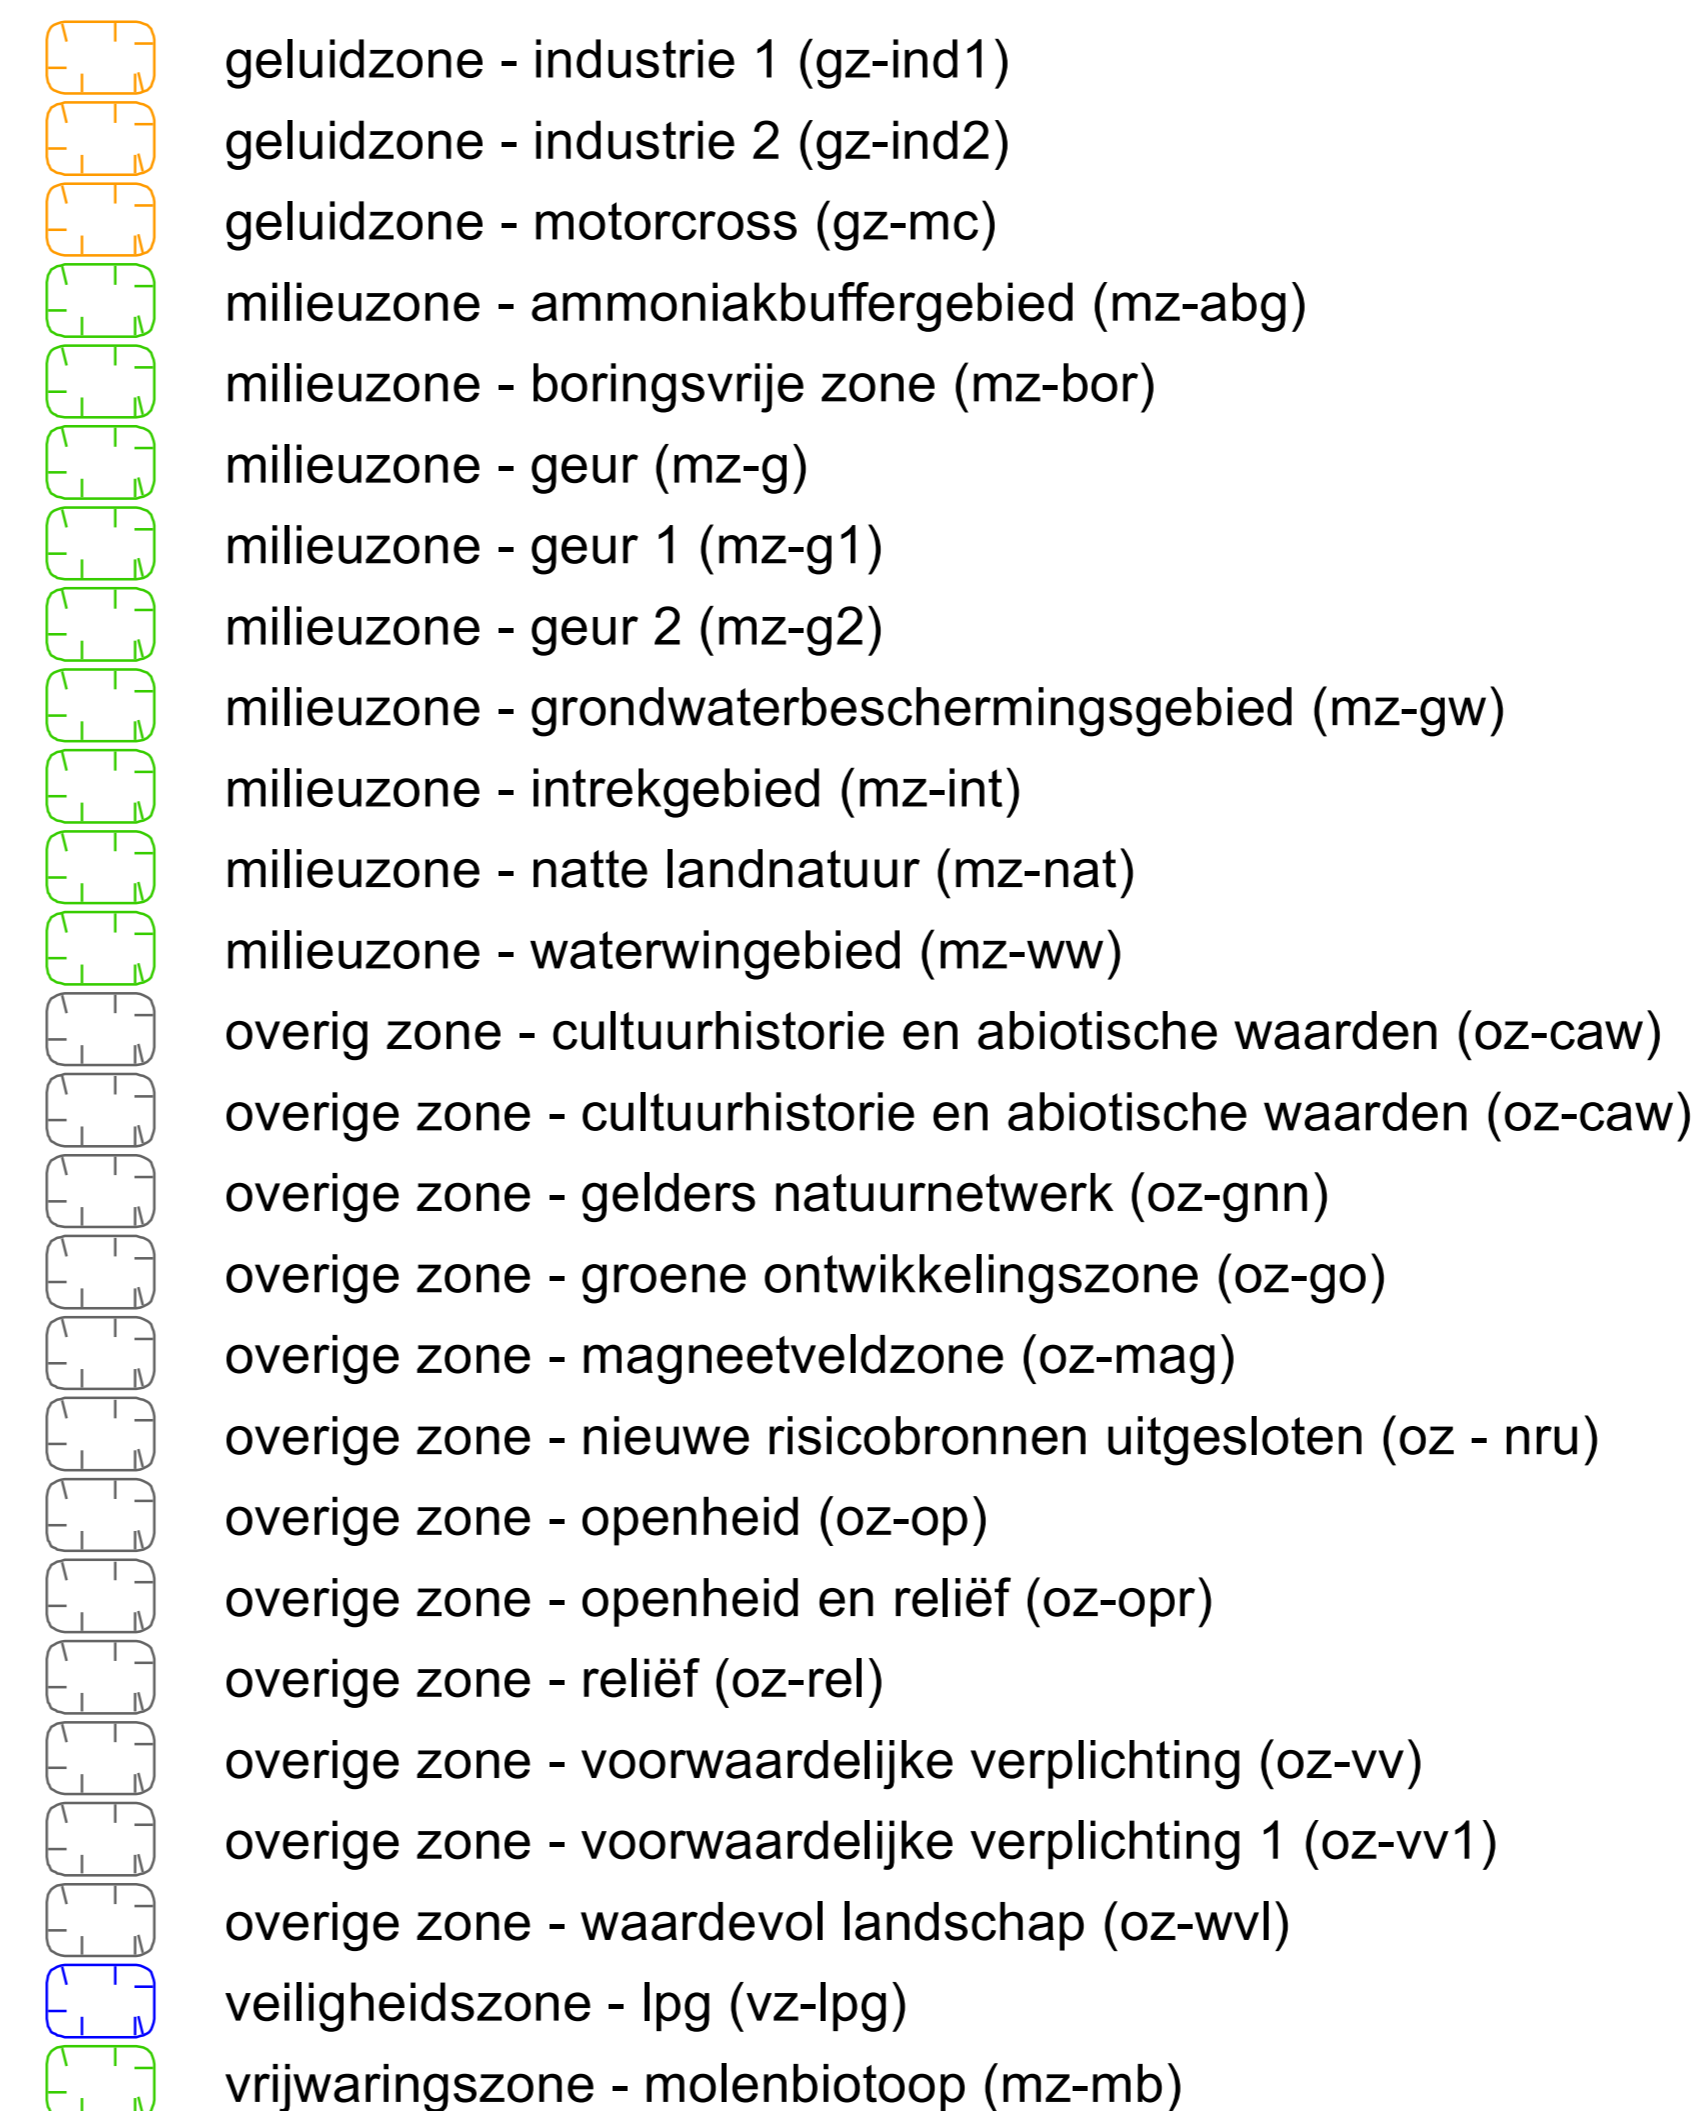 geluidzone - industrie 1 (gz-ind1)
geluidzone - industrie 2 (gz-ind2)
geluidzone - motorcross (gz-mc)
milieuzone - ammoniakbuffergebied (mz-abg)
milieuzone - boringsvrije zone (mz-bor)
milieuzone - geur (mz-g)
milieuzone - geur 1 (mz-g1)
milieuzone - geur 2 (mz-g2)
milieuzone - grondwaterbeschermingsgebied (mz-gw)
milieuzone - intrekgebied (mz-int)
milieuzone - natte landnatuur (mz-nat)
milieuzone - waterwingebied (mz-ww)
overig zone - cultuurhistorie en abiotische waarden (oz-caw)
overige zone - cultuurhistorie en abiotische waarden (oz-caw)
overige zone - gelders natuurnetwerk (oz-gnn)
overige zone - groene ontwikkelingszone (oz-go)
overige zone - magneetveldzone (oz-mag)
overige zone - nieuwe risicobronnen uitgesloten (oz - nru)
overige zone - openheid (oz-op)
overige zone - openheid en reliëf (oz-opr)
overige zone - reliëf (oz-rel)
overige zone - voorwaardelijke verplichting (oz-vv)
overige zone - voorwaardelijke verplichting 1 (oz-vv1)
overige zone - waardevol landschap (oz-wvl)
veiligheidszone - lpg (vz-lpg)
vrijwaringszone - molenbiotoop (mz-mb)